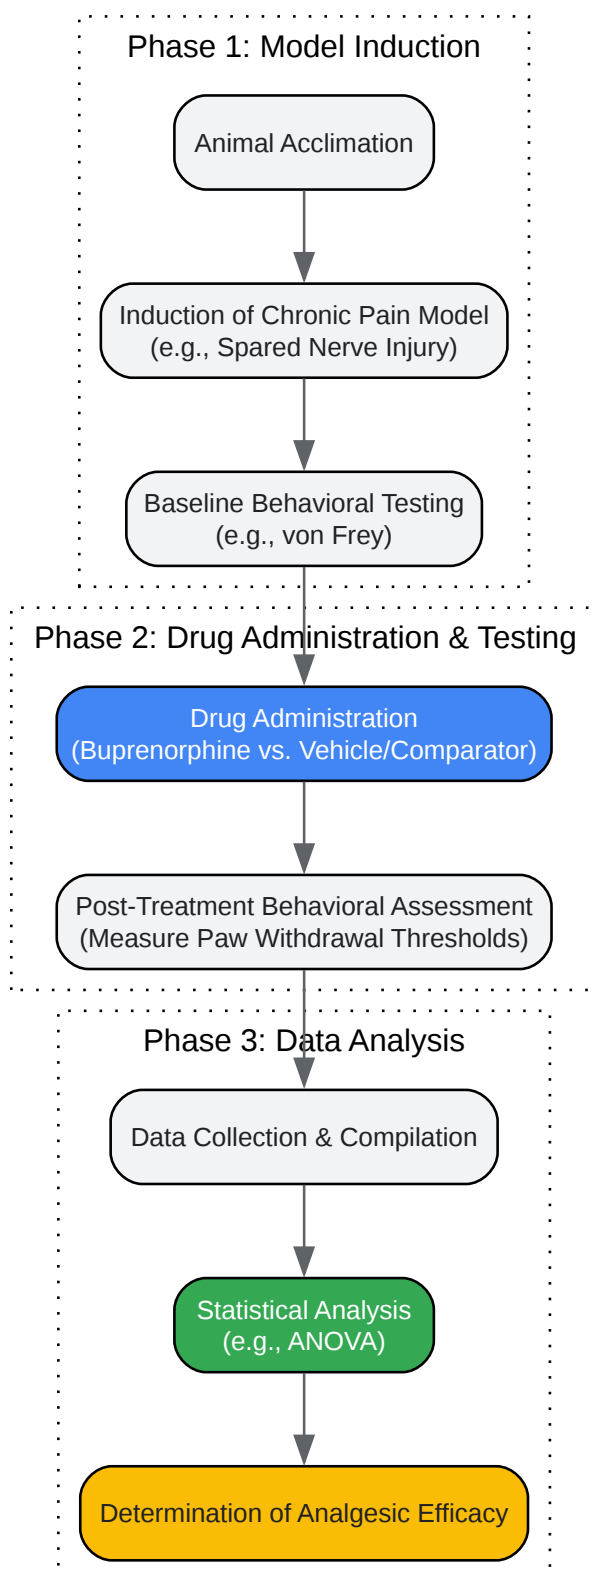 Phase 1: Model Induction
Animal Acclimation
Induction of Chronic Pain Model
(e.g., Spared Nerve Injury)
Baseline Behavioral Testing
(e.g., von Frey)
Phase 2: Drug Administration & Testing
Drug Administration
(Buprenorphine vs. Vehicle/Comparator)
Post-Treatment Behavioral Assessment
(Measure Paw Withdrawal Thresholds)
Phase 3: Data Analysis
Data Collection & Compilation
Statistical Analysis
(e.g., ANOVA)
Determination of Analgesic Efficacy